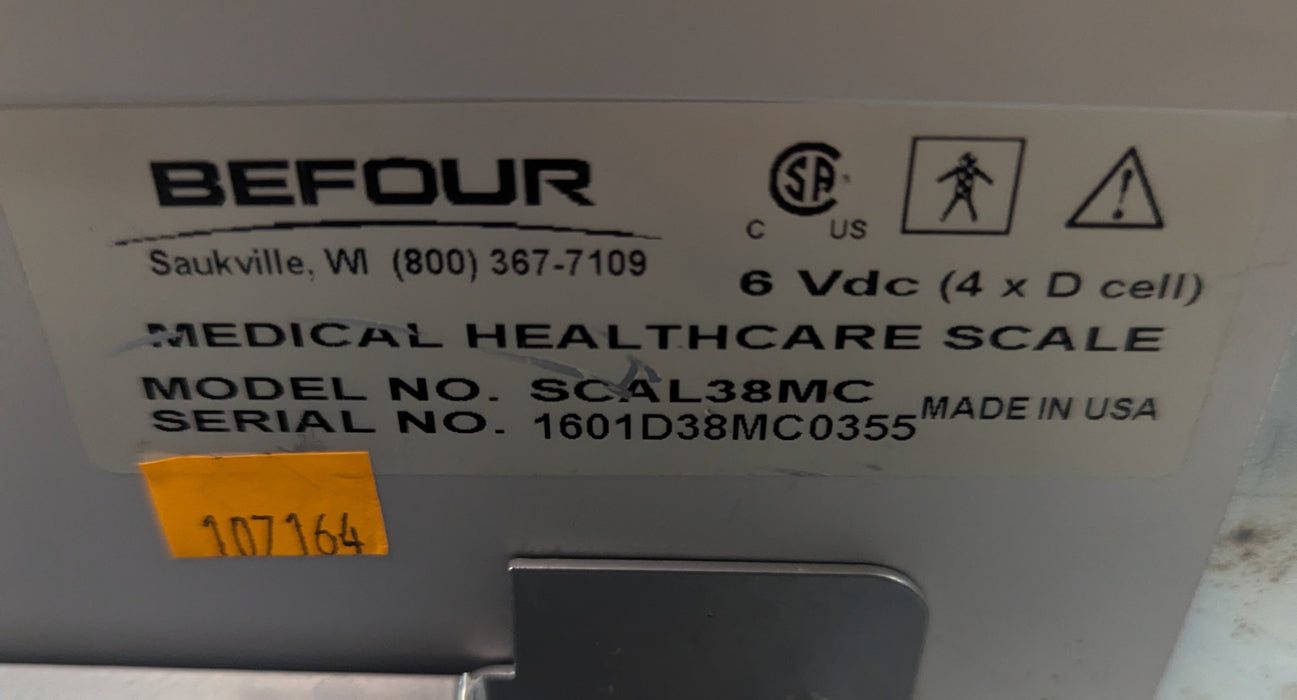 BEFOUR
Saukville, WI (800) 367-7109
CSA
C US
6 Vdc (4 x D cell)
MEDICAL HEALTHCARE SCALE
MODEL NO. SCAL38MC
SERIAL NO. 1601D38MC0355
MADE IN USA
107164